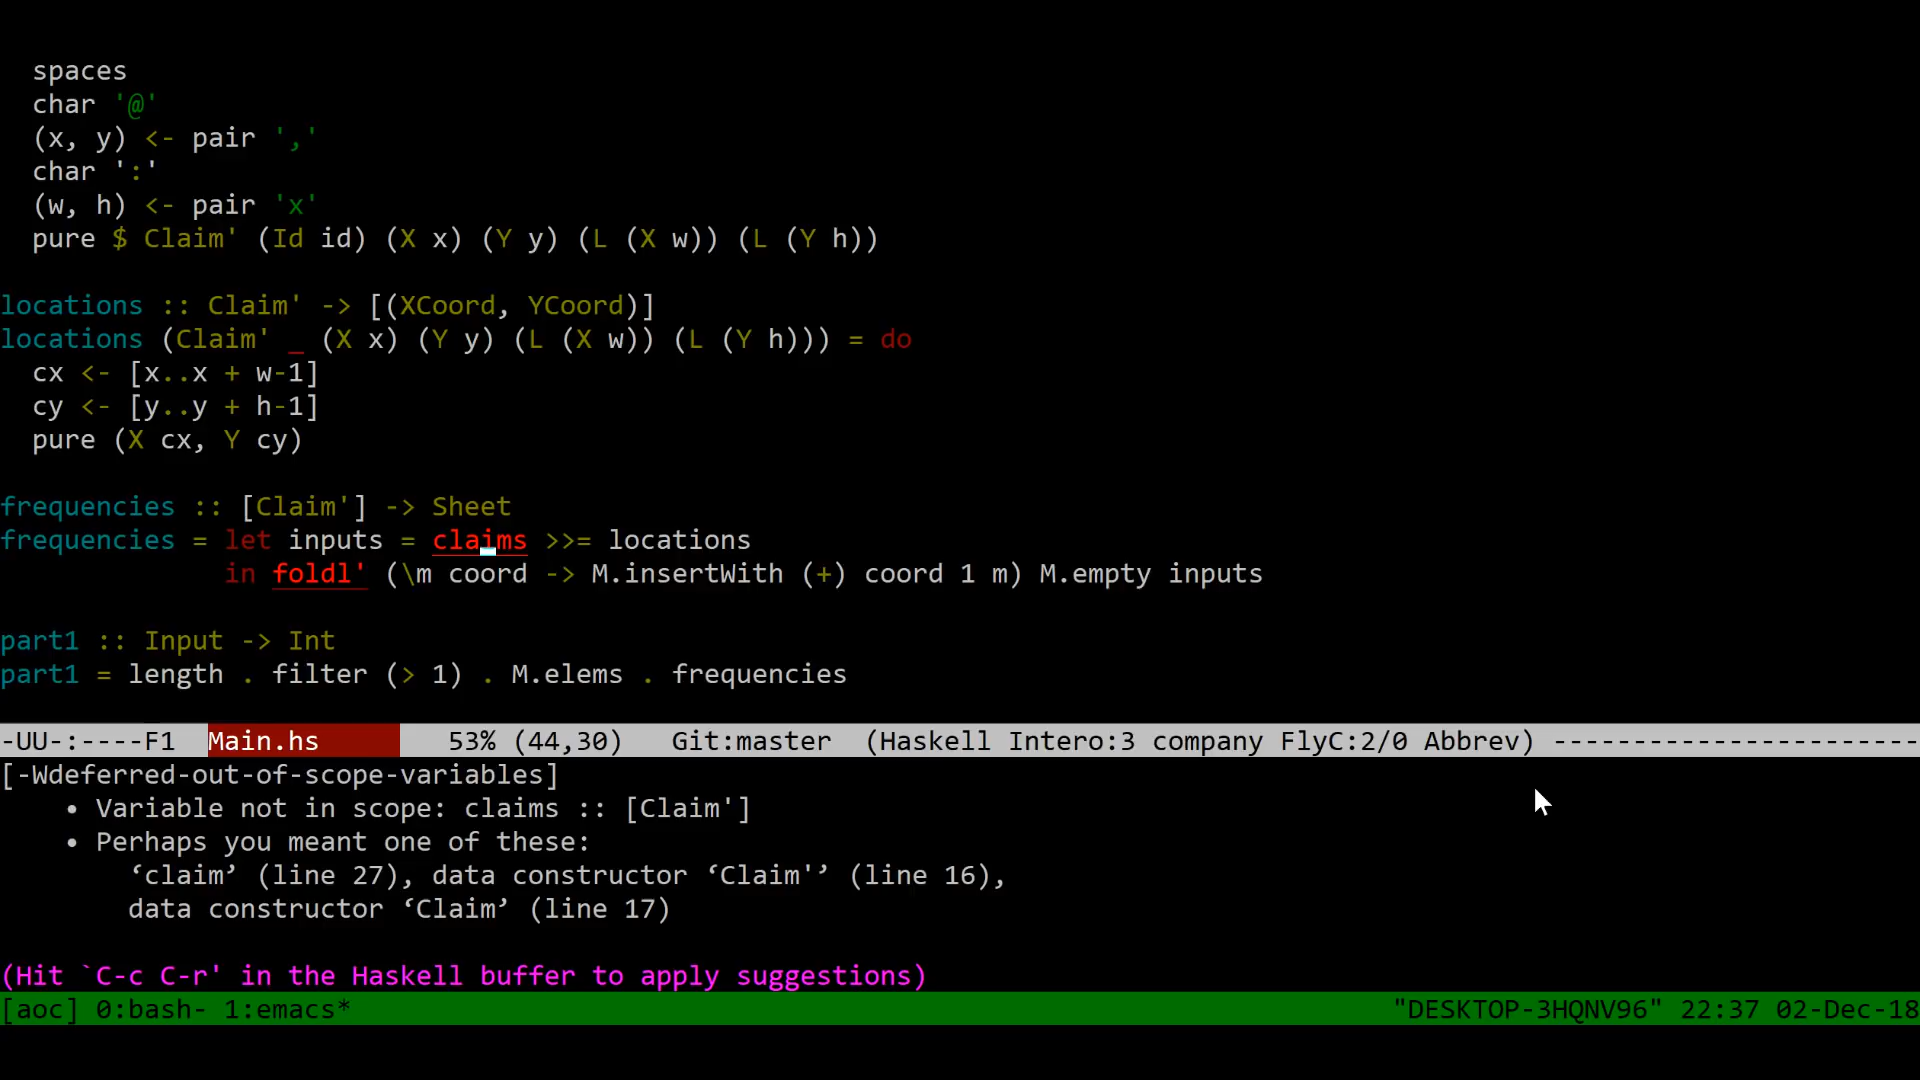 spaces
char '@'
(x, y) <- pair ','
char ':'
(w, h) <- pair 'x'
pure $ Claim' (Id id) (X x) (Y y) (L (X w)) (L (Y h))
locations :: Claim' -> [(XCoord, YCoord)]
locations (Claim' _ (X x) (Y y) (L (X w)) (L (Y h))) = do
cx <- [x..x + w-1]
cy <- [y..y + h-1]
pure (X cx, Y cy)
frequencies :: [Claim'] -> Sheet
frequencies = let inputs = claims >>= locations
in foldl' (\m coord -> M.insertWith (+) coord 1 m) M.empty inputs
part1 :: Input -> Int
part1 = length . filter (> 1) . M.elems . frequencies
-UU-:----F1  Main.hs        53% (44,30)   Git:master  (Haskell Intero:3 company FlyC:2/0 Abbrev) -----------------------
[-Wdeferred-out-of-scope-variables]
• Variable not in scope: claims :: [Claim']
• Perhaps you meant one of these:
‘claim’ (line 27), data constructor ‘Claim'’ (line 16),
data constructor ‘Claim’ (line 17)
(Hit `C-c C-r' in the Haskell buffer to apply suggestions)
[aoc] 0:bash- 1:emacs* "DESKTOP-3HQNV96" 22:37 02-Dec-18